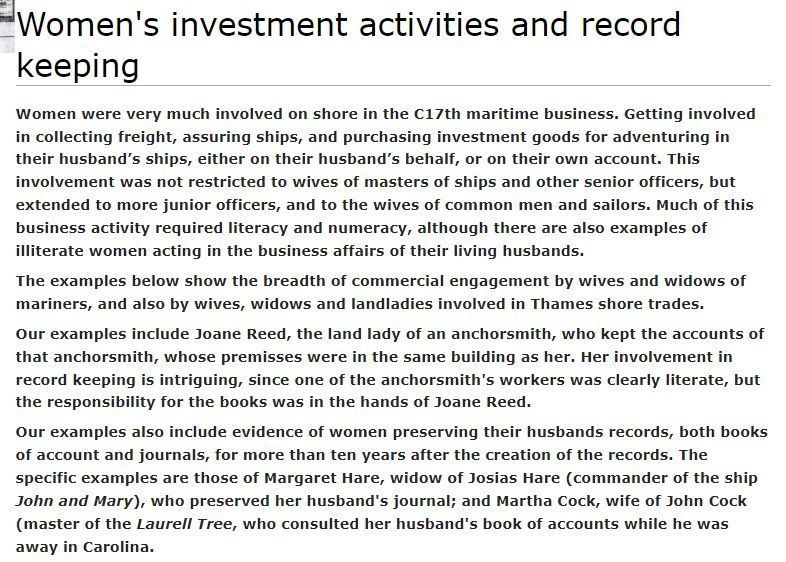 Women's investment activities and record
keeping
Women were very much involved on shore in the C17th maritime business. Getting involved
in collecting freight, assuring ships, and purchasing investment goods for adventuring in
their husband’s ships, either on their husband’s behalf, or on their own account. This
involvement was not restricted to wives of masters of ships and other senior officers, but
extended to more junior officers, and to the wives of common men and sailors. Much of this
business activity required literacy and numeracy, although there are also examples of
illiterate women acting in the business affairs of their living husbands.
The examples below show the breadth of commercial engagement by wives and widows of
mariners, and also by wives, widows and landladies involved in Thames shore trades.
Our examples include Joane Reed, the land lady of an anchorsmith, who kept the accounts of
that anchorsmith, whose premisses were in the same building as her. Her involvement in
record keeping is intriguing, since one of the anchorsmith's workers was clearly literate, but
the responsibility for the books was in the hands of Joane Reed.
Our examples also include evidence of women preserving their husbands records, both books
of account and journals, for more than ten years after the creation of the records. The
specific examples are those of Margaret Hare, widow of Josias Hare (commander of the ship
John and Mary), who preserved her husband's journal; and Martha Cock, wife of John Cock
(master of the Laurell Tree, who consulted her husband's book of accounts while he was
away in Carolina.